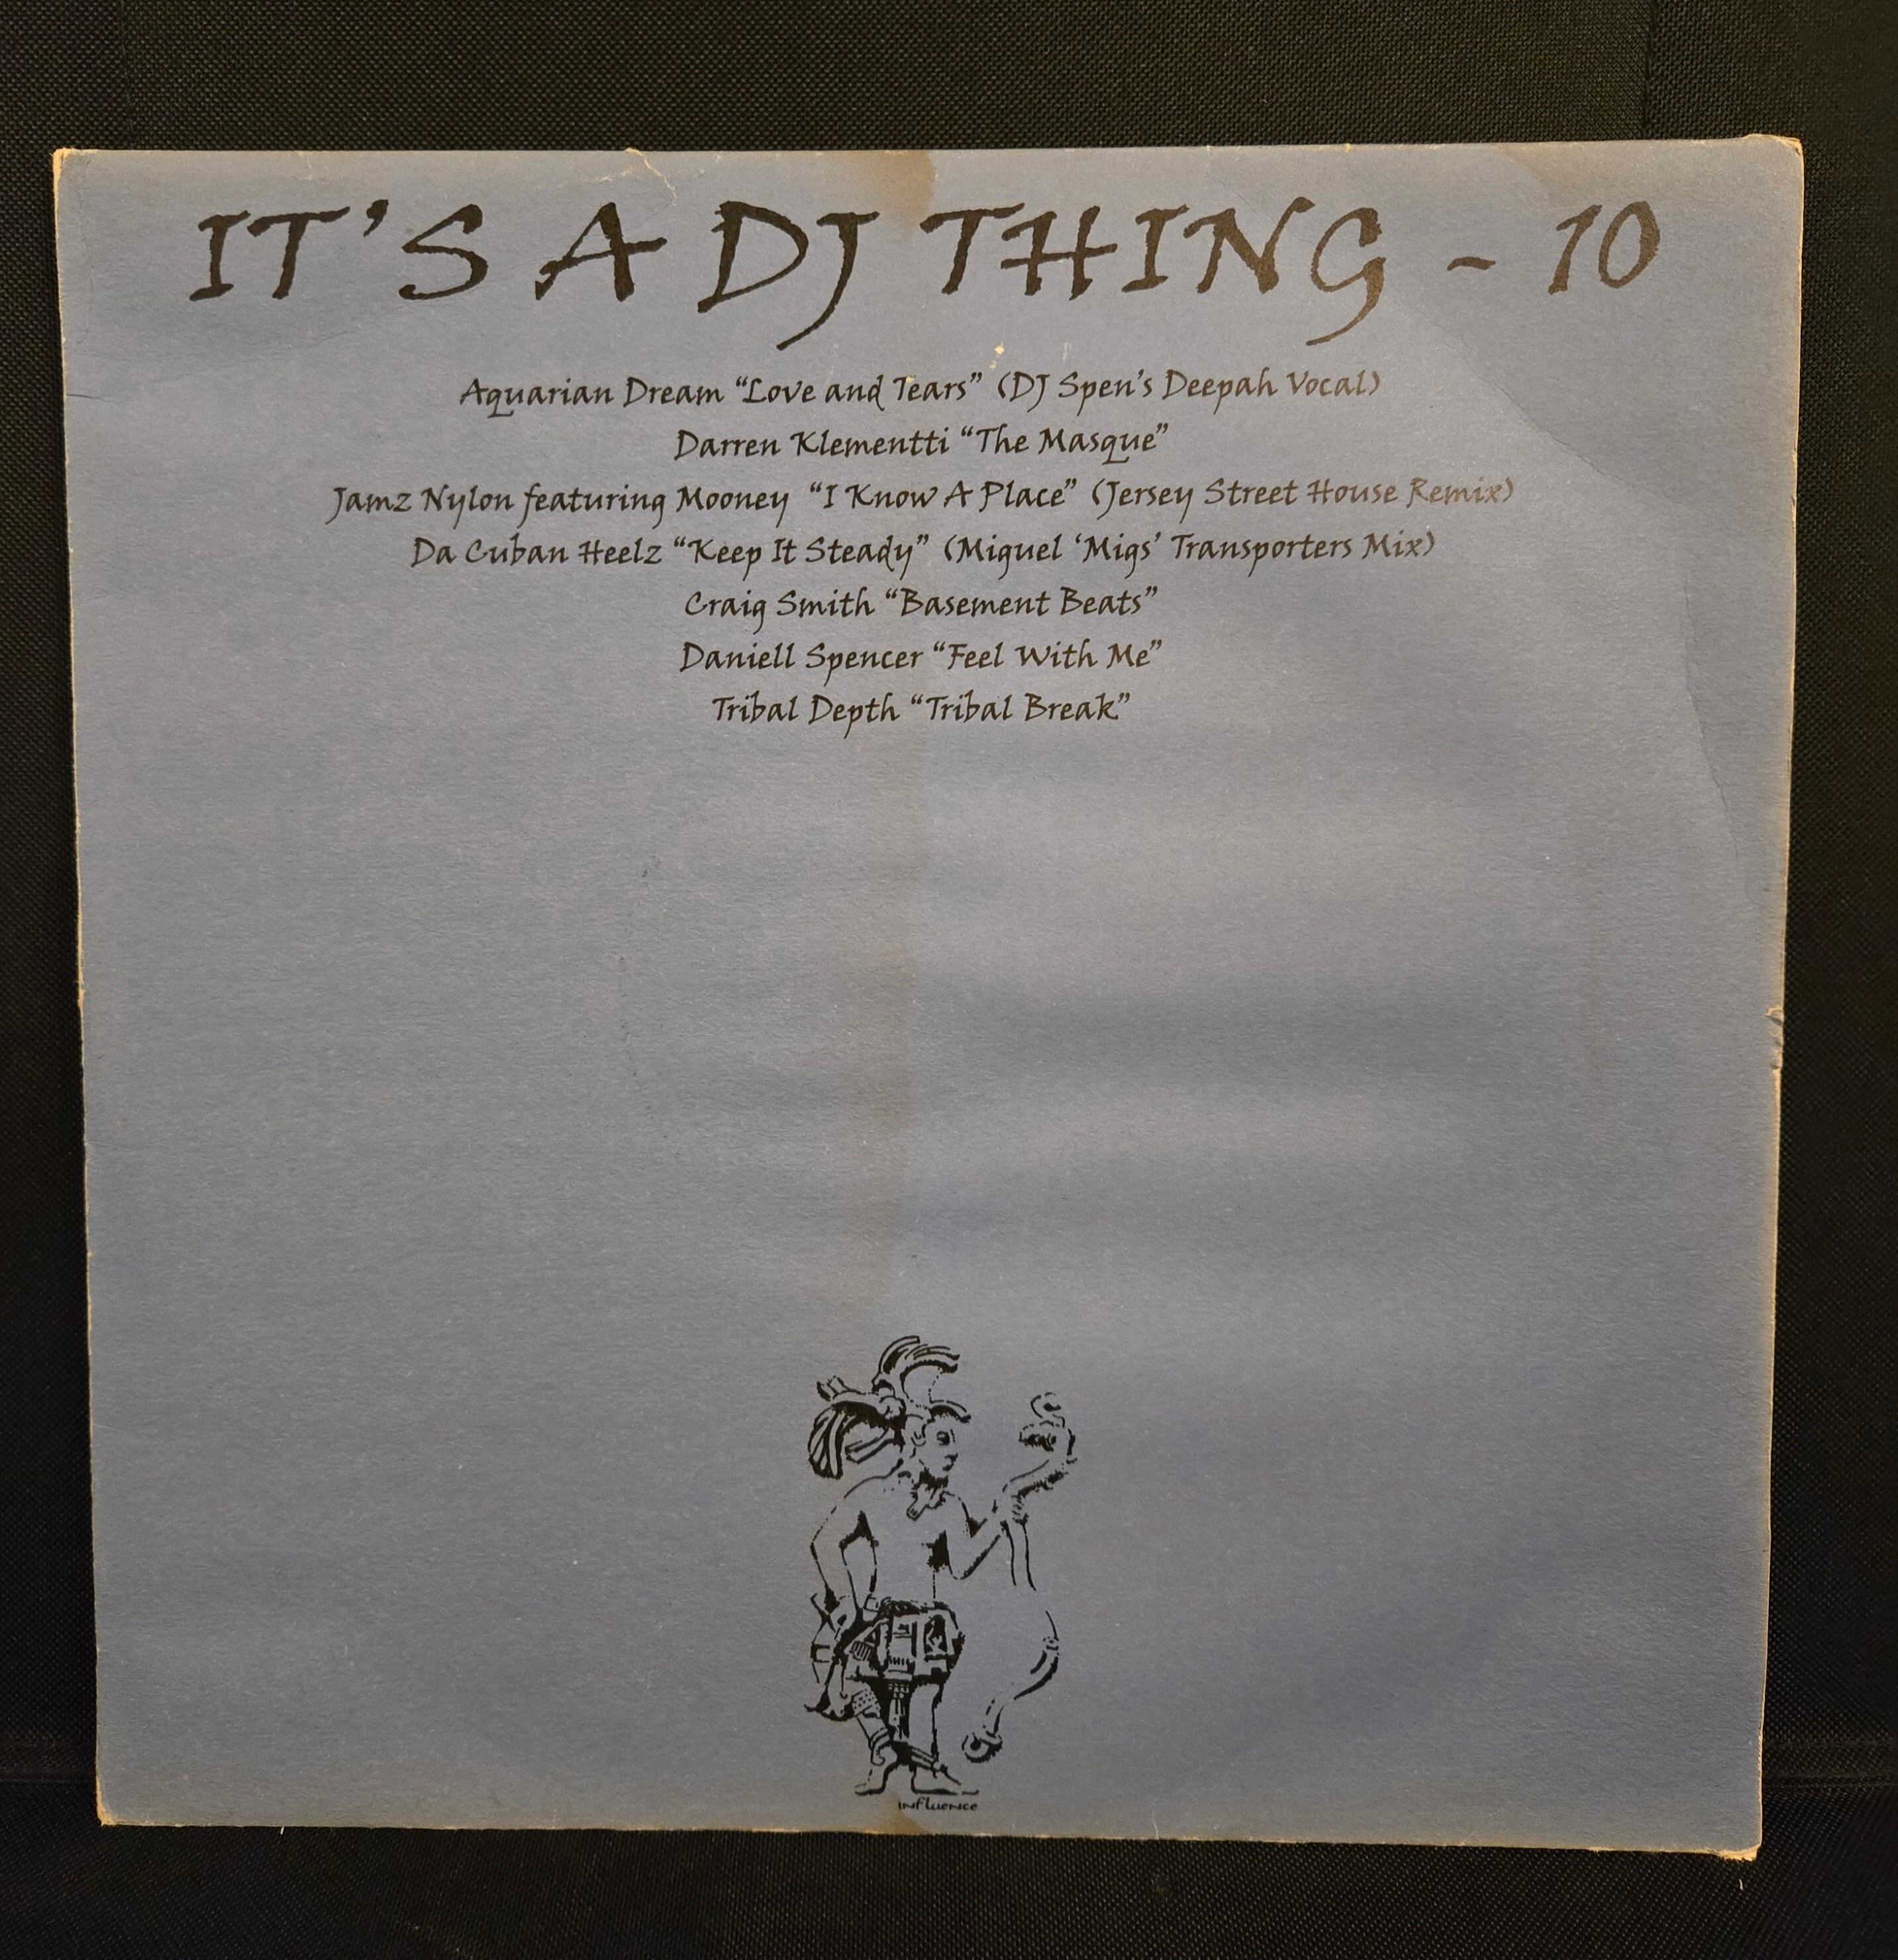 IT'S A DJ THING - 10
Aquarian Dream “Love and Tears” (DJ Spen's Deepah Vocal)
Darren Klementti “The Masque”
Jamz Nylon featuring Mooney “I Know A Place” (Jersey Street House Remix)
Da Cuban Heelz “Keep It Steady” (Miguel ‘Migs’ Transporters Mix)
Craig Smith “Basement Beats”
Daniell Spencer “Feel With Me”
Tribal Depth “Tribal Break”
influence